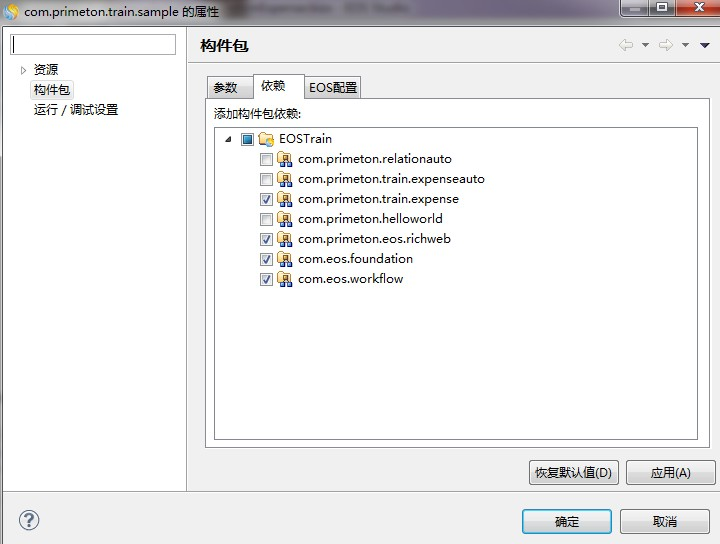 com.primeton.train.sample 的属性
资源
构件包
运行 / 调试设置
构件包
参数 依赖 EOS配置
添加构件包依赖:
EOSTrain
com.primeton.relationauto
com.primeton.train.expenseauto
com.primeton.train.expense
com.primeton.helloworld
com.primeton.eos.richweb
com.eos.foundation
com.eos.workflow
恢复默认值(D) 应用(A)
确定 取消